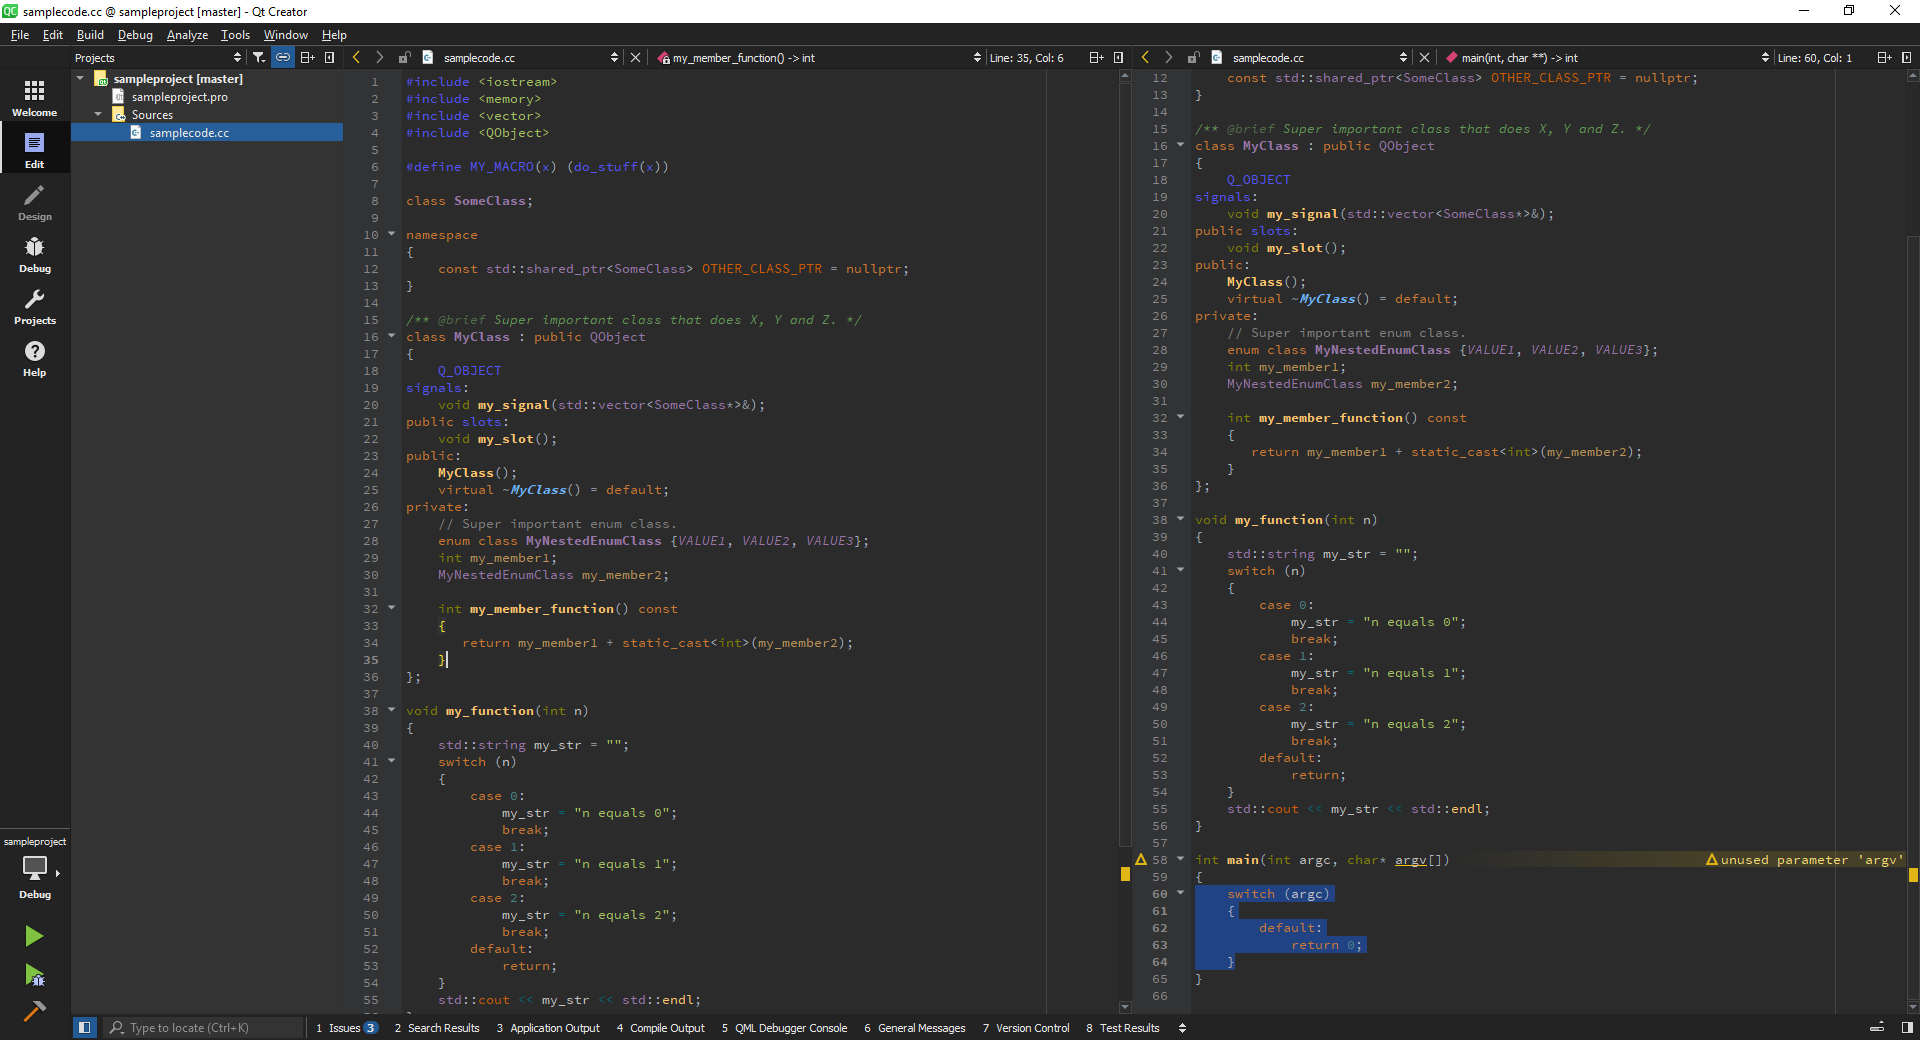 samplecode.cc @ sampleproject [master] - Qt Creator
File Edit Build Debug Analyze Tools Window Help
Projects
samplecode.cc
my_member_function() -> int
Line: 35, Col: 6
samplecode.cc
main(int, char **) -> int
Line: 60, Col: 1
Welcome
Edit
Design
Debug
Projects
Help
sampleproject
Debug
sampleproject [master]
sampleproject.pro
Sources
samplecode.cc
1 #include <iostream>
2 #include <memory>
3 #include <vector>
4 #include <QObject>
5
6 #define MY_MACRO(x) (do_stuff(x))
7
8 class SomeClass;
9
10 namespace
11 {
12     const std::shared_ptr<SomeClass> OTHER_CLASS_PTR = nullptr;
13 }
14
15 /** @brief Super important class that does X, Y and Z. */
16 class MyClass : public QObject
17 {
18     Q_OBJECT
19 signals:
20     void my_signal(std::vector<SomeClass*>&);
21 public slots:
22     void my_slot();
23 public:
24     MyClass();
25     virtual ~MyClass() = default;
26 private:
27     // Super important enum class.
28     enum class MyNestedEnumClass {VALUE1, VALUE2, VALUE3};
29     int my_member1;
30     MyNestedEnumClass my_member2;
31
32     int my_member_function() const
33     {
34        return my_member1 + static_cast<int>(my_member2);
35     }
36 };
37
38 void my_function(int n)
39 {
40     std::string my_str = "";
41     switch (n)
42     {
43         case 0:
44             my_str = "n equals 0";
45             break;
46         case 1:
47             my_str = "n equals 1";
48             break;
49         case 2:
50             my_str = "n equals 2";
51             break;
52         default:
53             return;
54     }
55     std::cout << my_str << std::endl;
12     const std::shared_ptr<SomeClass> OTHER_CLASS_PTR = nullptr;
13 }
14
15 /** @brief Super important class that does X, Y and Z. */
16 class MyClass : public QObject
17 {
18     Q_OBJECT
19 signals:
20     void my_signal(std::vector<SomeClass*>&);
21 public slots:
22     void my_slot();
23 public:
24     MyClass();
25     virtual ~MyClass() = default;
26 private:
27     // Super important enum class.
28     enum class MyNestedEnumClass {VALUE1, VALUE2, VALUE3};
29     int my_member1;
30     MyNestedEnumClass my_member2;
31
32     int my_member_function() const
33     {
34        return my_member1 + static_cast<int>(my_member2);
35     }
36 };
37
38 void my_function(int n)
39 {
40     std::string my_str = "";
41     switch (n)
42     {
43         case 0:
44             my_str = "n equals 0";
45             break;
46         case 1:
47             my_str = "n equals 1";
48             break;
49         case 2:
50             my_str = "n equals 2";
51             break;
52         default:
53             return;
54     }
55     std::cout << my_str << std::endl;
56 }
57
58 int main(int argc, char* argv[]) unused parameter 'argv'
59 {
60     switch (argc)
61     {
62         default:
63             return 0;
64     }
65 }
66
Type to locate (Ctrl+K) 1 Issues 3 2 Search Results 3 Application Output 4 Compile Output 5 QML Debugger Console 6 General Messages 7 Version Control 8 Test Results